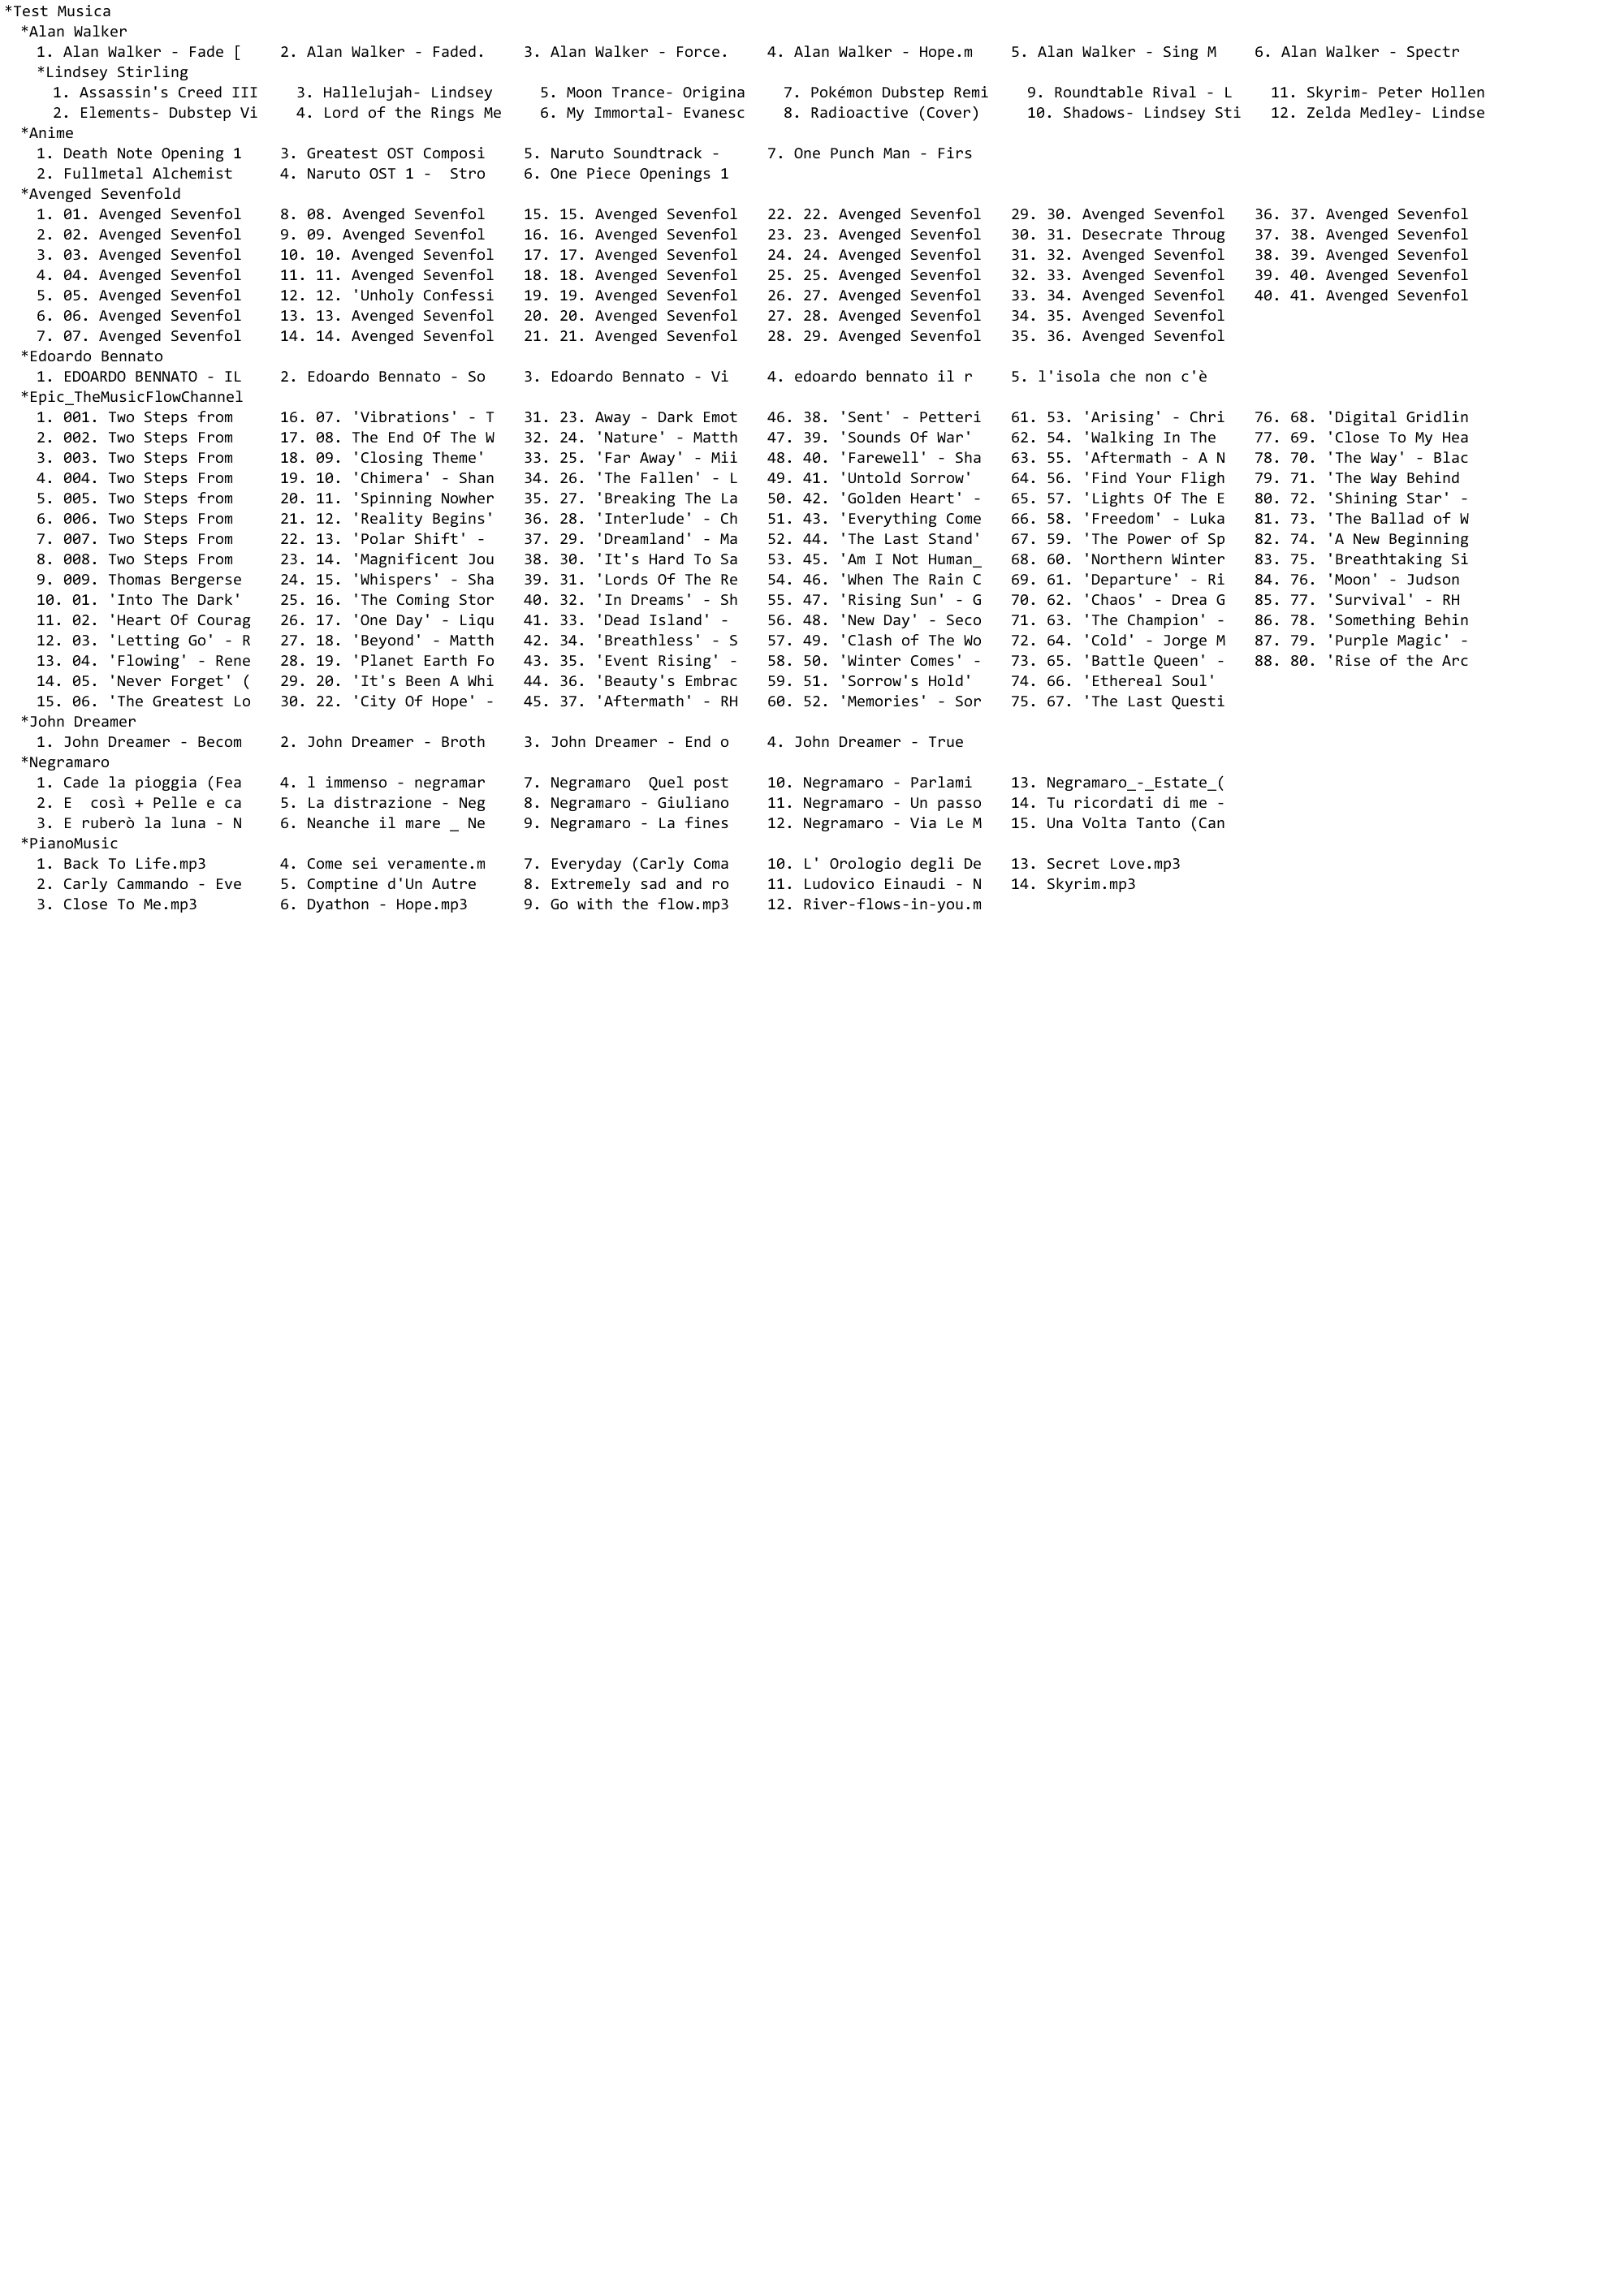 *Test Musica
*Alan Walker
1. Alan Walker - Fade [ 2. Alan Walker - Faded. 3. Alan Walker - Force. 4. Alan Walker - Hope.m 5. Alan Walker - Sing M 6. Alan Walker - Spectr
*Lindsey Stirling
1. Assassin's Creed III 3. Hallelujah- Lindsey 5. Moon Trance- Origina 7. Pokémon Dubstep Remi 9. Roundtable Rival - L 11. Skyrim- Peter Hollen
2. Elements- Dubstep Vi 4. Lord of the Rings Me 6. My Immortal- Evanesc 8. Radioactive (Cover) 10. Shadows- Lindsey Sti 12. Zelda Medley- Lindse
*Anime
1. Death Note Opening 1 3. Greatest OST Composi 5. Naruto Soundtrack - 7. One Punch Man - Firs
2. Fullmetal Alchemist 4. Naruto OST 1 -  Stro 6. One Piece Openings 1
*Avenged Sevenfold
1. 01. Avenged Sevenfol 8. 08. Avenged Sevenfol 15. 15. Avenged Sevenfol 22. 22. Avenged Sevenfol 29. 30. Avenged Sevenfol 36. 37. Avenged Sevenfol
2. 02. Avenged Sevenfol 9. 09. Avenged Sevenfol 16. 16. Avenged Sevenfol 23. 23. Avenged Sevenfol 30. 31. Desecrate Throug 37. 38. Avenged Sevenfol
3. 03. Avenged Sevenfol 10. 10. Avenged Sevenfol 17. 17. Avenged Sevenfol 24. 24. Avenged Sevenfol 31. 32. Avenged Sevenfol 38. 39. Avenged Sevenfol
4. 04. Avenged Sevenfol 11. 11. Avenged Sevenfol 18. 18. Avenged Sevenfol 25. 25. Avenged Sevenfol 32. 33. Avenged Sevenfol 39. 40. Avenged Sevenfol
5. 05. Avenged Sevenfol 12. 12. 'Unholy Confessi 19. 19. Avenged Sevenfol 26. 27. Avenged Sevenfol 33. 34. Avenged Sevenfol 40. 41. Avenged Sevenfol
6. 06. Avenged Sevenfol 13. 13. Avenged Sevenfol 20. 20. Avenged Sevenfol 27. 28. Avenged Sevenfol 34. 35. Avenged Sevenfol
7. 07. Avenged Sevenfol 14. 14. Avenged Sevenfol 21. 21. Avenged Sevenfol 28. 29. Avenged Sevenfol 35. 36. Avenged Sevenfol
*Edoardo Bennato
1. EDOARDO BENNATO - IL 2. Edoardo Bennato - So 3. Edoardo Bennato - Vi 4. edoardo bennato il r 5. l'isola che non c'è
*Epic_TheMusicFlowChannel
1. 001. Two Steps from 16. 07. 'Vibrations' - T 31. 23. Away - Dark Emot 46. 38. 'Sent' - Petteri 61. 53. 'Arising' - Chri 76. 68. 'Digital Gridlin
2. 002. Two Steps From 17. 08. The End Of The W 32. 24. 'Nature' - Matth 47. 39. 'Sounds Of War' 62. 54. 'Walking In The 77. 69. 'Close To My Hea
3. 003. Two Steps From 18. 09. 'Closing Theme' 33. 25. 'Far Away' - Mii 48. 40. 'Farewell' - Sha 63. 55. 'Aftermath - A N 78. 70. 'The Way' - Blac
4. 004. Two Steps From 19. 10. 'Chimera' - Shan 34. 26. 'The Fallen' - L 49. 41. 'Untold Sorrow' 64. 56. 'Find Your Fligh 79. 71. 'The Way Behind
5. 005. Two Steps from 20. 11. 'Spinning Nowher 35. 27. 'Breaking The La 50. 42. 'Golden Heart' - 65. 57. 'Lights Of The E 80. 72. 'Shining Star' -
6. 006. Two Steps From 21. 12. 'Reality Begins' 36. 28. 'Interlude' - Ch 51. 43. 'Everything Come 66. 58. 'Freedom' - Luka 81. 73. 'The Ballad of W
7. 007. Two Steps From 22. 13. 'Polar Shift' - 37. 29. 'Dreamland' - Ma 52. 44. 'The Last Stand' 67. 59. 'The Power of Sp 82. 74. 'A New Beginning
8. 008. Two Steps From 23. 14. 'Magnificent Jou 38. 30. 'It's Hard To Sa 53. 45. 'Am I Not Human_ 68. 60. 'Northern Winter 83. 75. 'Breathtaking Si
9. 009. Thomas Bergerse 24. 15. 'Whispers' - Sha 39. 31. 'Lords Of The Re 54. 46. 'When The Rain C 69. 61. 'Departure' - Ri 84. 76. 'Moon' - Judson
10. 01. 'Into The Dark' 25. 16. 'The Coming Stor 40. 32. 'In Dreams' - Sh 55. 47. 'Rising Sun' - G 70. 62. 'Chaos' - Drea G 85. 77. 'Survival' - RH
11. 02. 'Heart Of Courag 26. 17. 'One Day' - Liqu 41. 33. 'Dead Island' - 56. 48. 'New Day' - Seco 71. 63. 'The Champion' - 86. 78. 'Something Behin
12. 03. 'Letting Go' - R 27. 18. 'Beyond' - Matth 42. 34. 'Breathless' - S 57. 49. 'Clash of The Wo 72. 64. 'Cold' - Jorge M 87. 79. 'Purple Magic' -
13. 04. 'Flowing' - Rene 28. 19. 'Planet Earth Fo 43. 35. 'Event Rising' - 58. 50. 'Winter Comes' - 73. 65. 'Battle Queen' - 88. 80. 'Rise of the Arc
14. 05. 'Never Forget' ( 29. 20. 'It's Been A Whi 44. 36. 'Beauty's Embrac 59. 51. 'Sorrow's Hold' 74. 66. 'Ethereal Soul'
15. 06. 'The Greatest Lo 30. 22. 'City Of Hope' - 45. 37. 'Aftermath' - RH 60. 52. 'Memories' - Sor 75. 67. 'The Last Questi
*John Dreamer
1. John Dreamer - Becom 2. John Dreamer - Broth 3. John Dreamer - End o 4. John Dreamer - True
*Negramaro
1. Cade la pioggia (Fea 4. l immenso - negramar 7. Negramaro  Quel post 10. Negramaro - Parlami 13. Negramaro_-_Estate_(
2. E  così + Pelle e ca 5. La distrazione - Neg 8. Negramaro - Giuliano 11. Negramaro - Un passo 14. Tu ricordati di me -
3. E ruberò la luna - N 6. Neanche il mare _ Ne 9. Negramaro - La fines 12. Negramaro - Via Le M 15. Una Volta Tanto (Can
*PianoMusic
1. Back To Life.mp3 4. Come sei veramente.m 7. Everyday (Carly Coma 10. L' Orologio degli De 13. Secret Love.mp3
2. Carly Cammando - Eve 5. Comptine d'Un Autre 8. Extremely sad and ro 11. Ludovico Einaudi - N 14. Skyrim.mp3
3. Close To Me.mp3 6. Dyathon - Hope.mp3 9. Go with the flow.mp3 12. River-flows-in-you.m